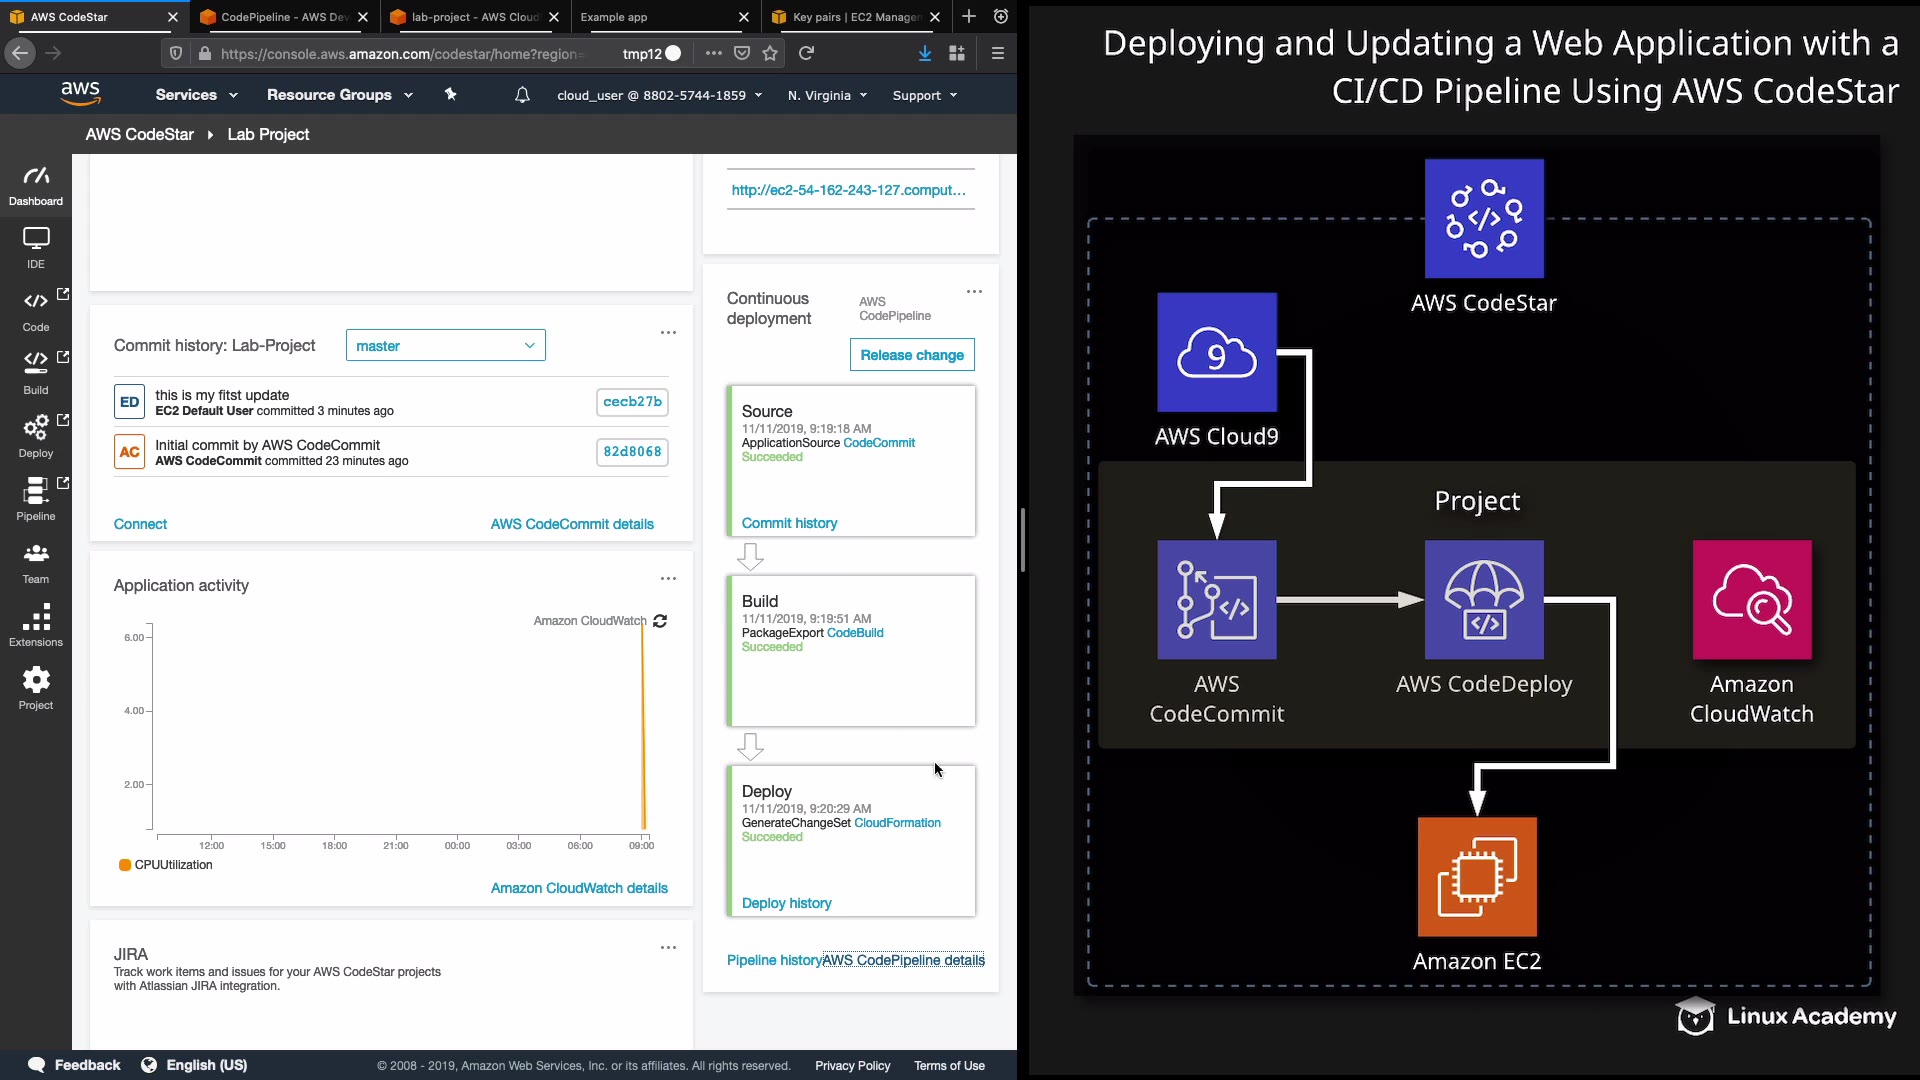 AWS CodeStar
CodePipeline - AWS Dev
lab-project - AWS Cloud
Example app
Key pairs | EC2 Managem
https://console.aws.amazon.com/codestar/home?region=
tmp12
aws
Services
Resource Groups
cloud_user @ 8802-5744-1859
N. Virginia
Support
AWS CodeStar
Lab Project
Dashboard
IDE
Code
Build
Deploy
Pipeline
Team
Extensions
Project
Commit history: Lab-Project
master
ED
this is my fitst update
EC2 Default User committed 3 minutes ago
cecb27b
AC
Initial commit by AWS CodeCommit
AWS CodeCommit committed 23 minutes ago
82d8068
Connect
AWS CodeCommit details
Application activity
Amazon CloudWatch
6.00
4.00
2.00
12:00
15:00
18:00
21:00
00:00
03:00
06:00
09:00
CPUUtilization
Amazon CloudWatch details
JIRA
Track work items and issues for your AWS CodeStar projects
with Atlassian JIRA integration.
http://ec2-54-162-243-127.comput...
Continuous
deployment
AWS
CodePipeline
Release change
Source
11/11/2019, 9:19:18 AM
ApplicationSource CodeCommit
Succeeded
Commit history
Build
11/11/2019, 9:19:51 AM
PackageExport CodeBuild
Succeeded
Deploy
11/11/2019, 9:20:29 AM
GenerateChangeSet CloudFormation
Succeeded
Deploy history
Pipeline history
AWS CodePipeline details
Feedback
English (US)
© 2008 - 2019, Amazon Web Services, Inc. or its affiliates. All rights reserved.
Privacy Policy
Terms of Use
Deploying and Updating a Web Application with a
CI/CD Pipeline Using AWS CodeStar
AWS CodeStar
9
AWS Cloud9
Project
AWS
CodeCommit
AWS CodeDeploy
Amazon
CloudWatch
Amazon EC2
Linux Academy